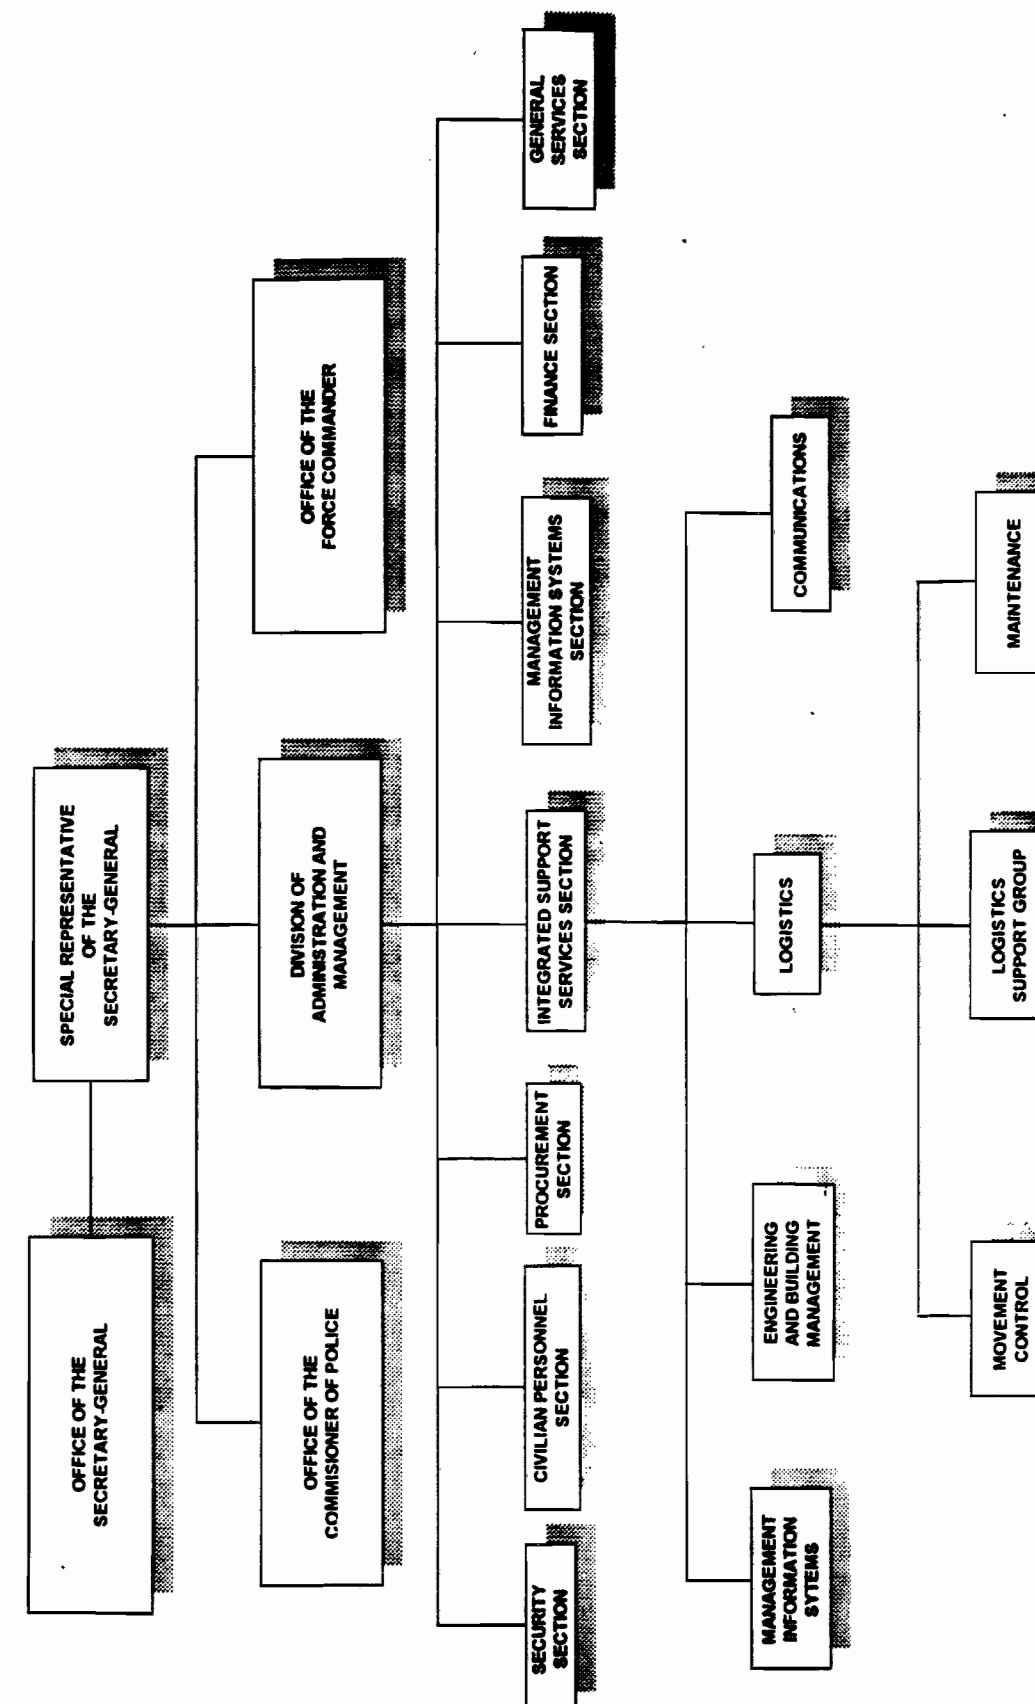 OFFICE OF THE
SECRETARY-GENERAL
SPECIAL REPRESENTATIVE
OF THE
SECRETARY-GENERAL
OFFICE OF THE
COMMISIONER OF POLICE
DIVISION OF
ADMINISTRATION AND
MANAGEMENT
OFFICE OF THE
FORCE COMMANDER
SECURITY
SECTION
CIVILIAN PERSONNEL
SECTION
PROCUREMENT
SECTION
INTEGRATED SUPPORT
SERVICES SECTION
MANAGEMENT
INFORMATION SYSTEMS
SECTION
FINANCE SECTION
GENERAL
SERVICES
SECTION
MANAGEMENT
INFORMATION
SYTEMS
ENGINEERING
AND BUILDING
MANAGEMENT
LOGISTICS
COMMUNICATIONS
MOVEMENT
CONTROL
LOGISTICS
SUPPORT GROUP
MAINTENANCE